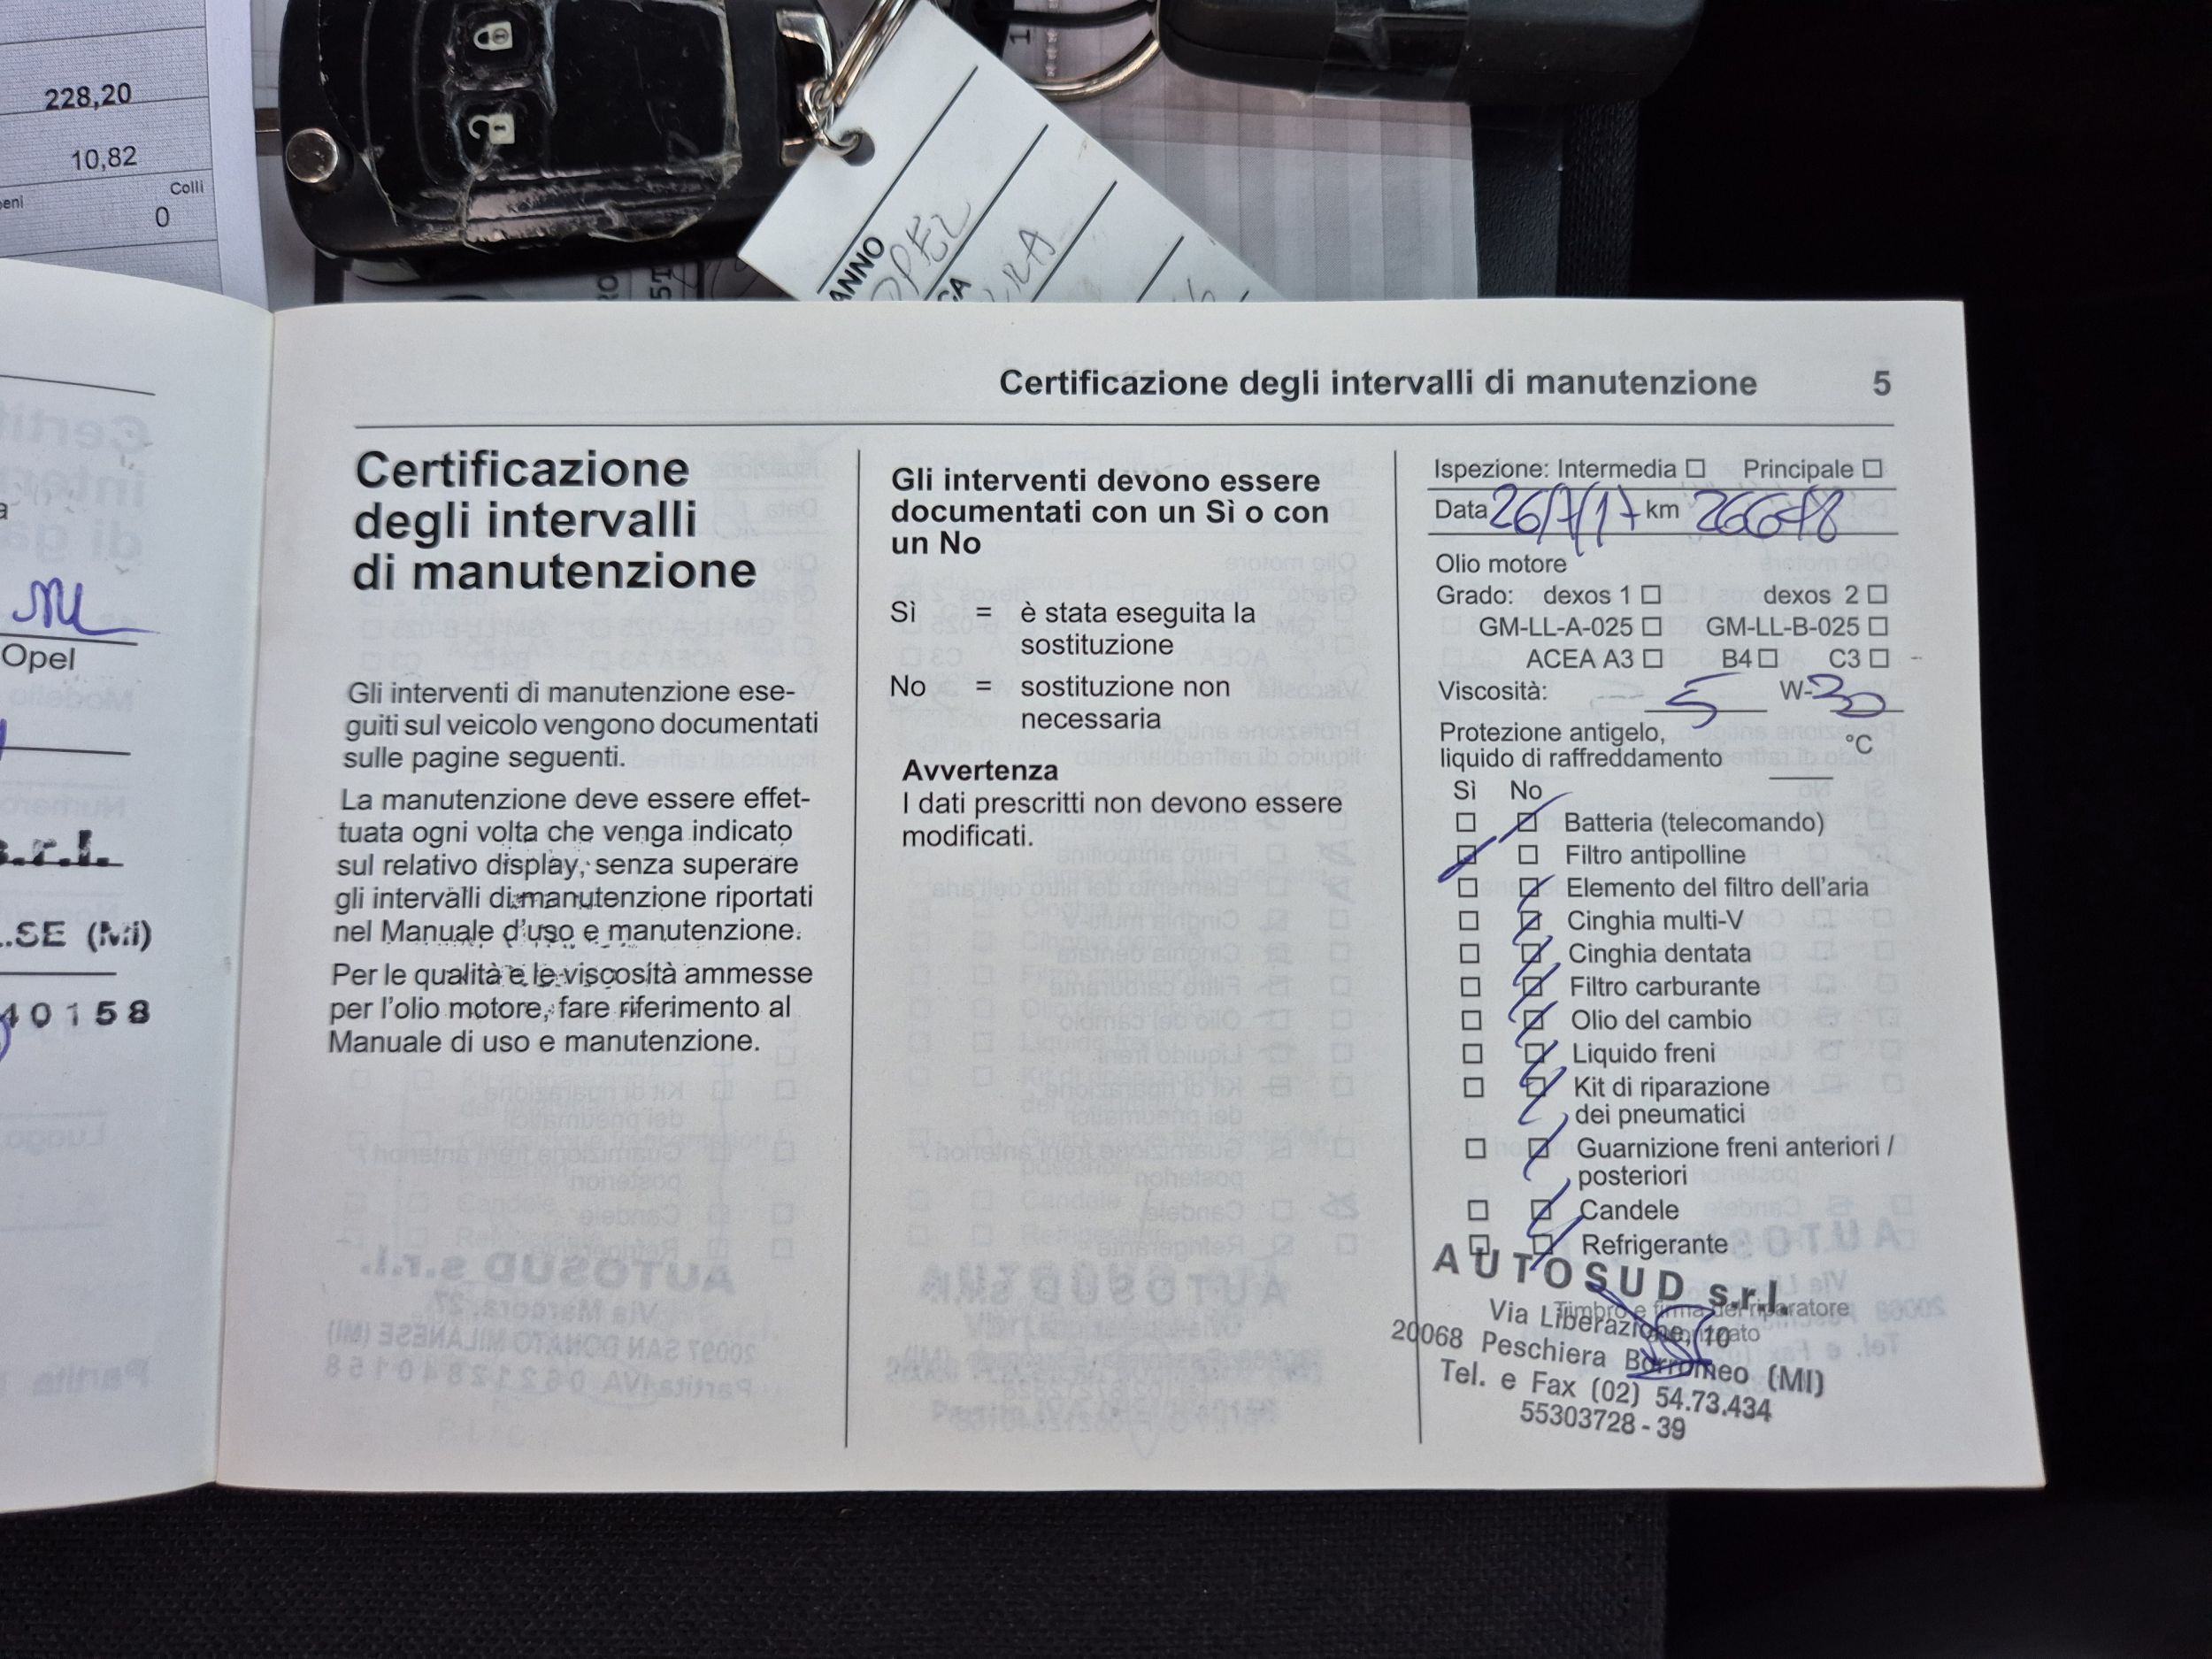 228,20
10,82
Colli
0
ANNO
OPEL
Certificazione degli intervalli di manutenzione 5
Opel
s.r.l.
SE (Mi)
40158
Certificazione
degli intervalli
di manutenzione
Gli interventi di manutenzione ese-
guiti sul veicolo vengono documentati
sulle pagine seguenti.
La manutenzione deve essere effet-
tuata ogni volta che venga indicato
sul relativo display, senza superare
gli intervalli di manutenzione riportati
nel Manuale d'uso e manutenzione.
Per le qualità e le viscosità ammesse
per l'olio motore, fare riferimento al
Manuale di uso e manutenzione.
Gli interventi devono essere
documentati con un Sì o con
un No
Sì = è stata eseguita la
sostituzione
No = sostituzione non
necessaria
Avvertenza
I dati prescritti non devono essere
modificati.
Ispezione: Intermedia ☐ Principale ☐
Data 26/7/17 km
Olio motore
Grado: dexos 1 ☐ dexos 2 ☐
GM-LL-A-025 ☐ GM-LL-B-025 ☐
ACEA A3 ☐ B4 ☐ C3 ☐
Viscosità: 5 W-30
Protezione antigelo, °C
liquido di raffreddamento
Sì No
Batteria (telecomando)
Filtro antipolline
Elemento del filtro dell'aria
Cinghia multi-V
Cinghia dentata
Filtro carburante
Olio del cambio
Liquido freni
Kit di riparazione
dei pneumatici
Guarnizione freni anteriori /
posteriori
Candele
Refrigerante
AUTOSUD s.r.l.
Timbro e firma del riparatore
Via Liberazione, 10
20068 Peschiera Borromeo (MI)
Tel. e Fax (02) 54.73.434
55303728 - 39